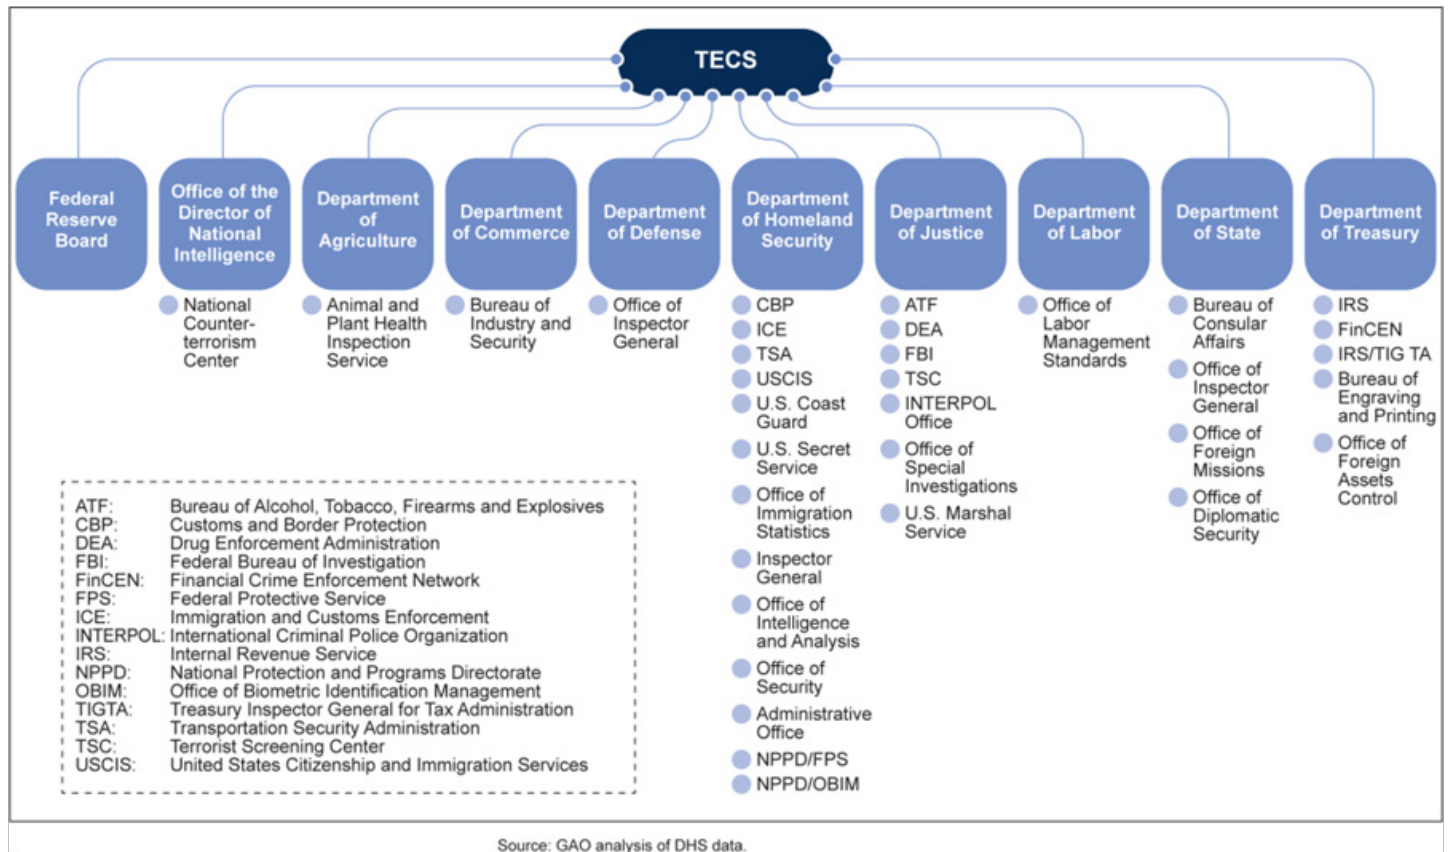 TECS
Federal
Reserve
Board
Office of the
Director of
National
Intelligence
National
Counter-
terrorism
Center
Department
of
Agriculture
Animal and
Plant Health
Inspection
Service
Department
of Commerce
Bureau of
Industry and
Security
Department
of Defense
Office of
Inspector
General
Department
of Homeland
Security
CBP
ICE
TSA
USCIS
U.S. Coast
Guard
U.S. Secret
Service
Office of
Immigration
Statistics
Inspector
General
Office of
Intelligence
and Analysis
Office of
Security
Administrative
Office
NPPD/FPS
NPPD/OBIM
Department
of Justice
ATF
DEA
FBI
TSC
INTERPOL
Office
Office of
Special
Investigations
U.S. Marshal
Service
Department
of Labor
Office of
Labor
Management
Standards
Department
of State
Bureau of
Consular
Affairs
Office of
Inspector
General
Office of
Foreign
Missions
Office of
Diplomatic
Security
Department
of Treasury
IRS
FinCEN
IRS/TIG TA
Bureau of
Engraving
and Printing
Office of
Foreign
Assets
Control
ATF: Bureau of Alcohol, Tobacco, Firearms and Explosives
CBP: Customs and Border Protection
DEA: Drug Enforcement Administration
FBI: Federal Bureau of Investigation
FinCEN: Financial Crime Enforcement Network
FPS: Federal Protective Service
ICE: Immigration and Customs Enforcement
INTERPOL: International Criminal Police Organization
IRS: Internal Revenue Service
NPPD: National Protection and Programs Directorate
OBIM: Office of Biometric Identification Management
TIGTA: Treasury Inspector General for Tax Administration
TSA: Transportation Security Administration
TSC: Terrorist Screening Center
USCIS: United States Citizenship and Immigration Services
Source: GAO analysis of DHS data.